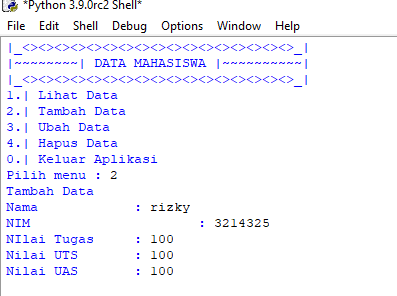 *Python 3.9.0rc2 Shell*
File Edit Shell Debug Options Window Help
|_<><><><><><><><><><><><><><><><><>_|
|~~~~~~~~| DATA MAHASISWA |~~~~~~~~~~|
|_<><><><><><><><><><><><><><><><><>_|
1.| Lihat Data
2.| Tambah Data
3.| Ubah Data
4.| Hapus Data
0.| Keluar Aplikasi
Pilih menu : 2
Tambah Data
Nama : rizky
NIM : 3214325
NIlai Tugas : 100
Nilai UTS : 100
Nilai UAS : 100